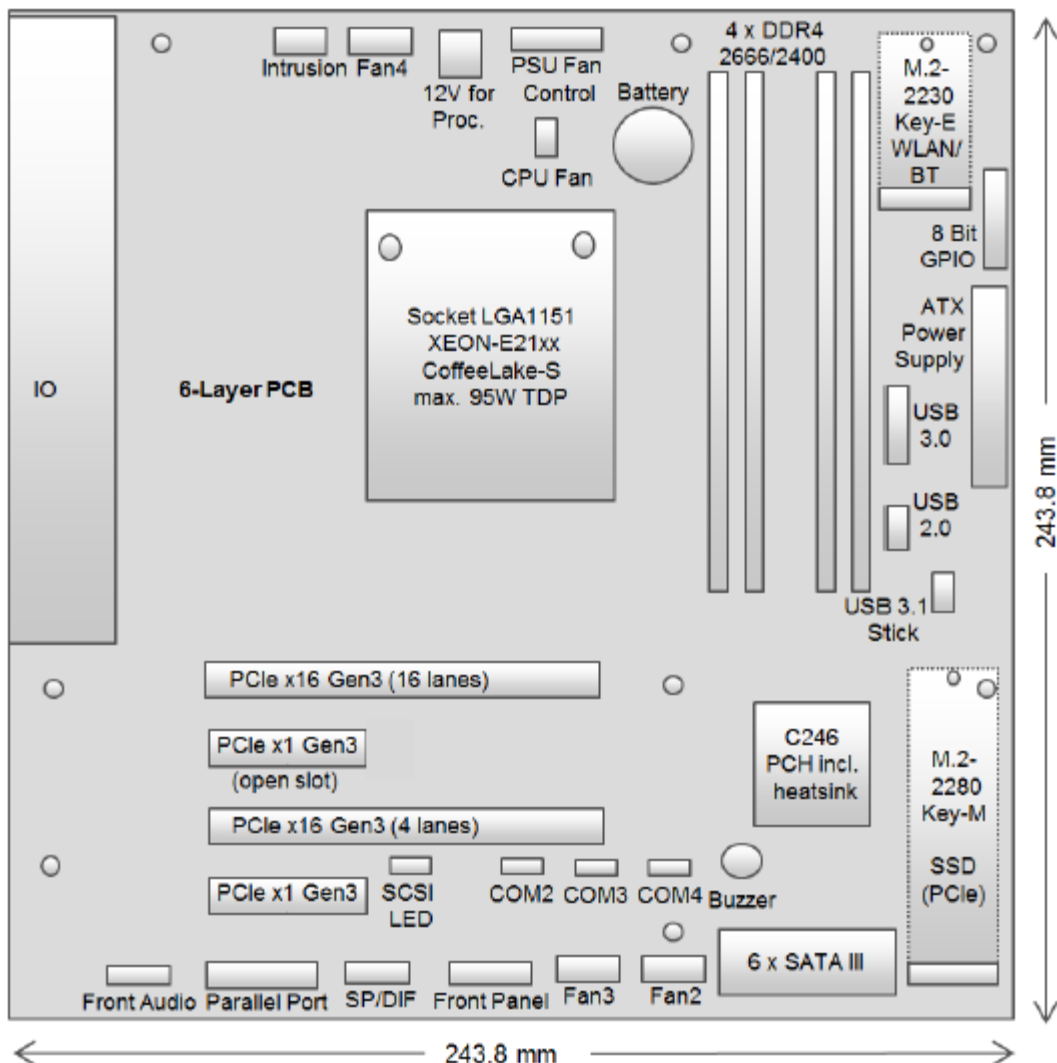 4 x DDR4
2666/2400
Intrusion
Fan4
12V for
Proc.
PSU Fan
Control
CPU Fan
Battery
M.2-
2230
Key-E
WLAN/
BT
8 Bit
GPIO
ATX
Power
Supply
IO
6-Layer PCB
Socket LGA1151
XEON-E21xx
CoffeeLake-S
max. 95W TDP
USB
3.0
USB
2.0
USB 3.1
Stick
243.8 mm
PCIe x16 Gen3 (16 lanes)
PCIe x1 Gen3
(open slot)
PCIe x16 Gen3 (4 lanes)
PCIe x1 Gen3
C246
PCH incl.
heatsink
M.2-
2280
Key-M
SSD
(PCIe)
SCSI
LED
COM2
COM3
COM4
Buzzer
6 x SATA III
Front Audio
Parallel Port
SP/DIF
Front Panel
Fan3
Fan2
243.8 mm